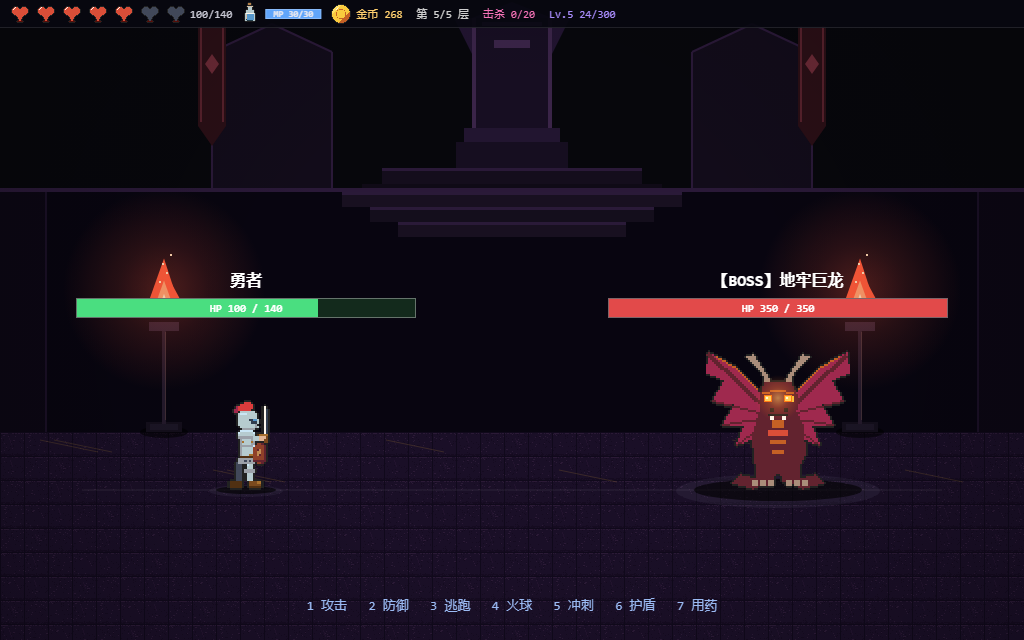 100/140 MP 30/30 金币 268 第 5/5 层 击杀 0/20 Lv.5 24/300
勇者 【BOSS】地牢巨龙
HP 100 / 140 HP 350 / 350
1 攻击 2 防御 3 逃跑 4 火球 5 冲刺 6 护盾 7 用药